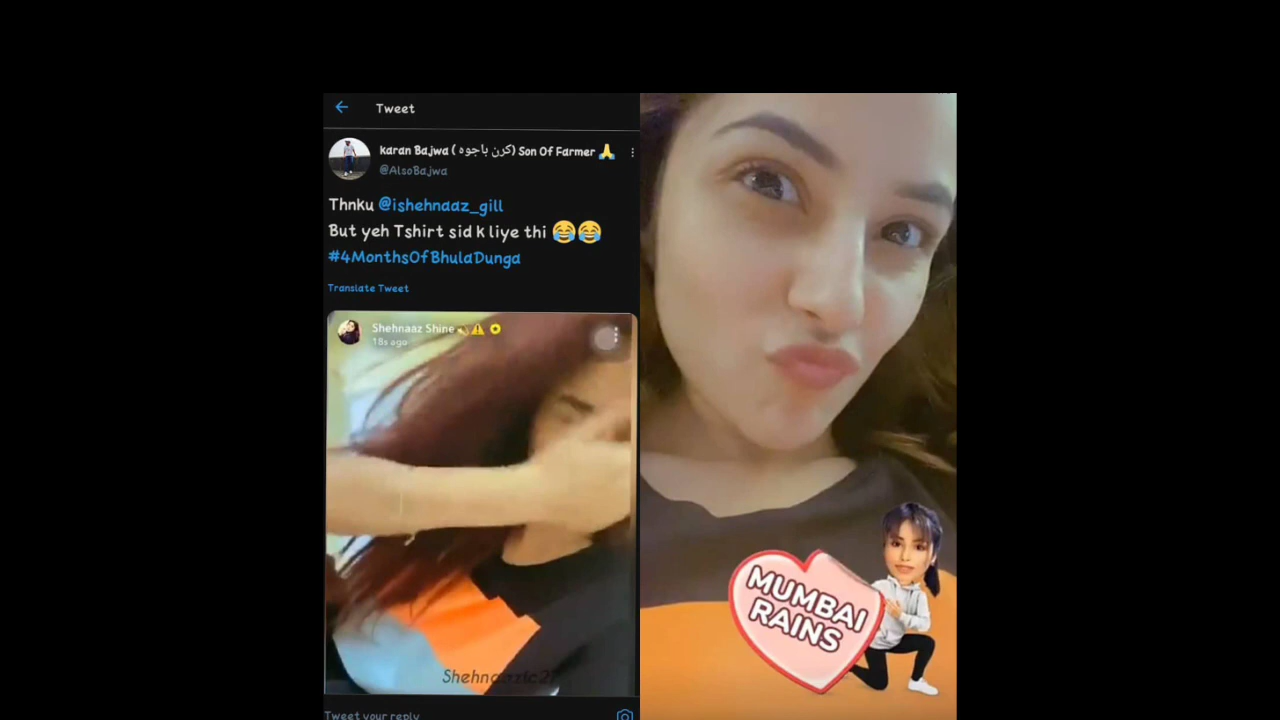 Tweet
karan Bajwa ( کرن باجوہ) Son Of Farmer 🙏
@AlsoBajwa
Thnku @ishehnaaz_gill
But yeh Tshirt sid k liye thi 😂😂
#4MonthsOfBhulaDunga
Translate Tweet
Shehnaaz Shine
18s ago
MUMBAI
RAINS
Tweet your reply